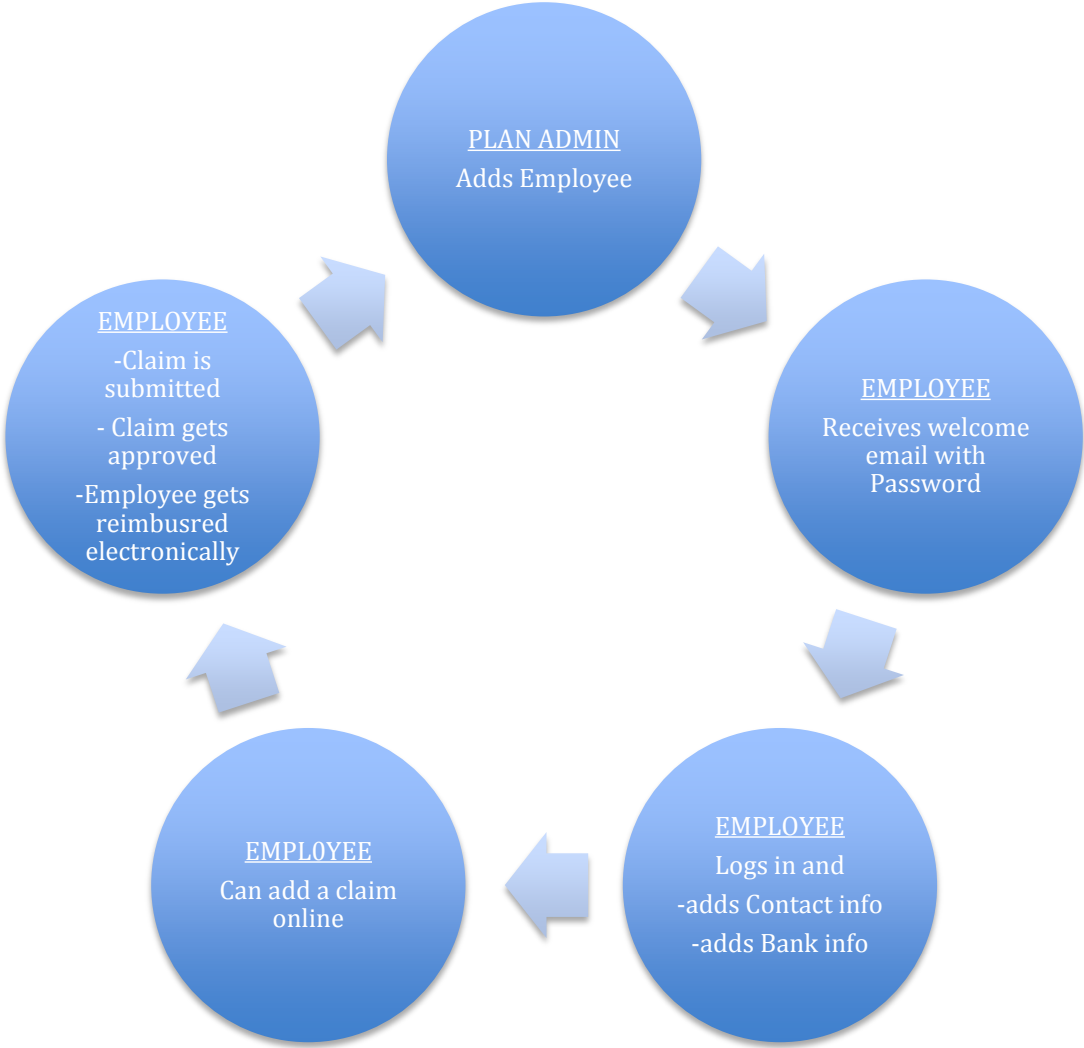 PLAN ADMIN
Adds Employee
EMPLOYEE
Receives welcome
email with
Password
EMPLOYEE
Logs in and
-adds Contact info
-adds Bank info
EMPL0YEE
Can add a claim
online
EMPLOYEE
-Claim is
submitted
- Claim gets
approved
-Employee gets
reimbusred
electronically